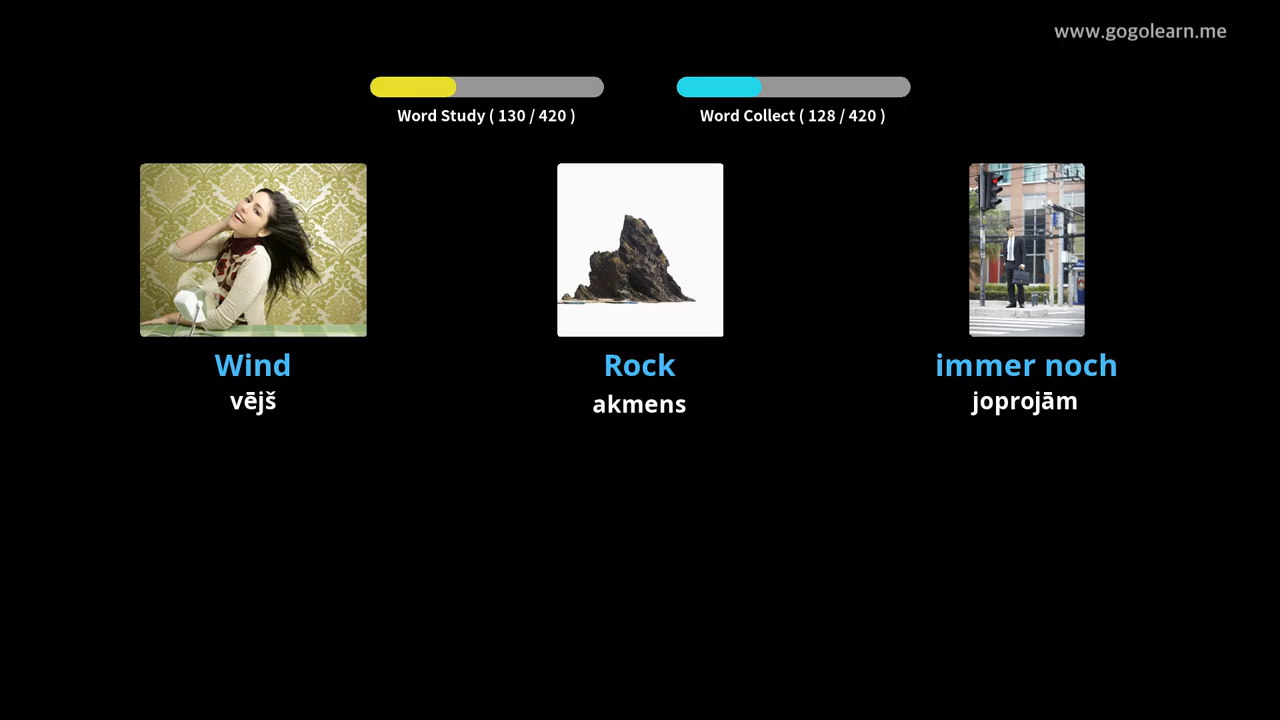 www.gogolearn.me
Word Study ( 130 / 420 )
Word Collect ( 128 / 420 )
Wind
vējš
Rock
akmens
immer noch
joprojām